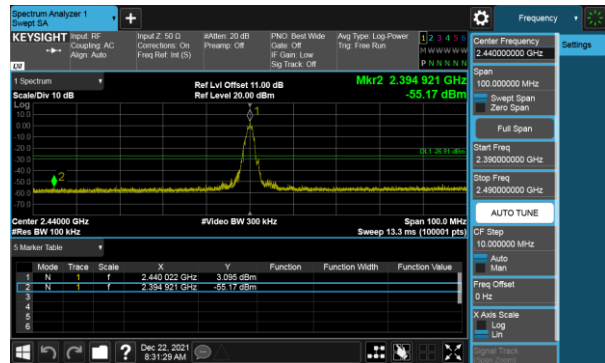 Spectrum Analyzer 1
Swept SA
+
Frequency
KEYSIGHT
Input: RF
Coupling: AC
Align: Auto
Input Z: 50 Ω
Corrections: On
Freq Ref: Int (S)
#Atten: 20 dB
Preamp: Off
PNO: Best Wide
Gate: Off
IF Gain: Low
Sig Track: Off
Avg Type: Log-Power
Trig: Free Run
1 2 3 4 5 6
M W W W W W
P N N N N N
LXI
1 Spectrum
Scale/Div 10 dB
Ref Lvl Offset 11.00 dB
Ref Level 20.00 dBm
Mkr2 2.394 921 GHz
-55.17 dBm
Log
10.0
0.00
-10.0
-20.0
-30.0
-40.0
-50.0
-60.0
-70.0
1
2
DL1 -26.91 dBm
Center 2.44000 GHz
#Res BW 100 kHz
#Video BW 300 kHz
Span 100.0 MHz
Sweep 13.3 ms (100001 pts)
5 Marker Table
Mode Trace Scale X Y Function Function Width Function Value
1 N 1 f 2.440 022 GHz 3.095 dBm
2 N 1 f 2.394 921 GHz -55.17 dBm
3
4
5
6
Dec 22, 2021
8:31:29 AM
Center Frequency
2.440000000 GHz
Span
100.000000 MHz
Swept Span
Zero Span
Full Span
Start Freq
2.390000000 GHz
Stop Freq
2.490000000 GHz
AUTO TUNE
CF Step
10.000000 MHz
Auto
Man
Freq Offset
0 Hz
X Axis Scale
Log
Lin
Signal Track
(Span Zoom)
Settings